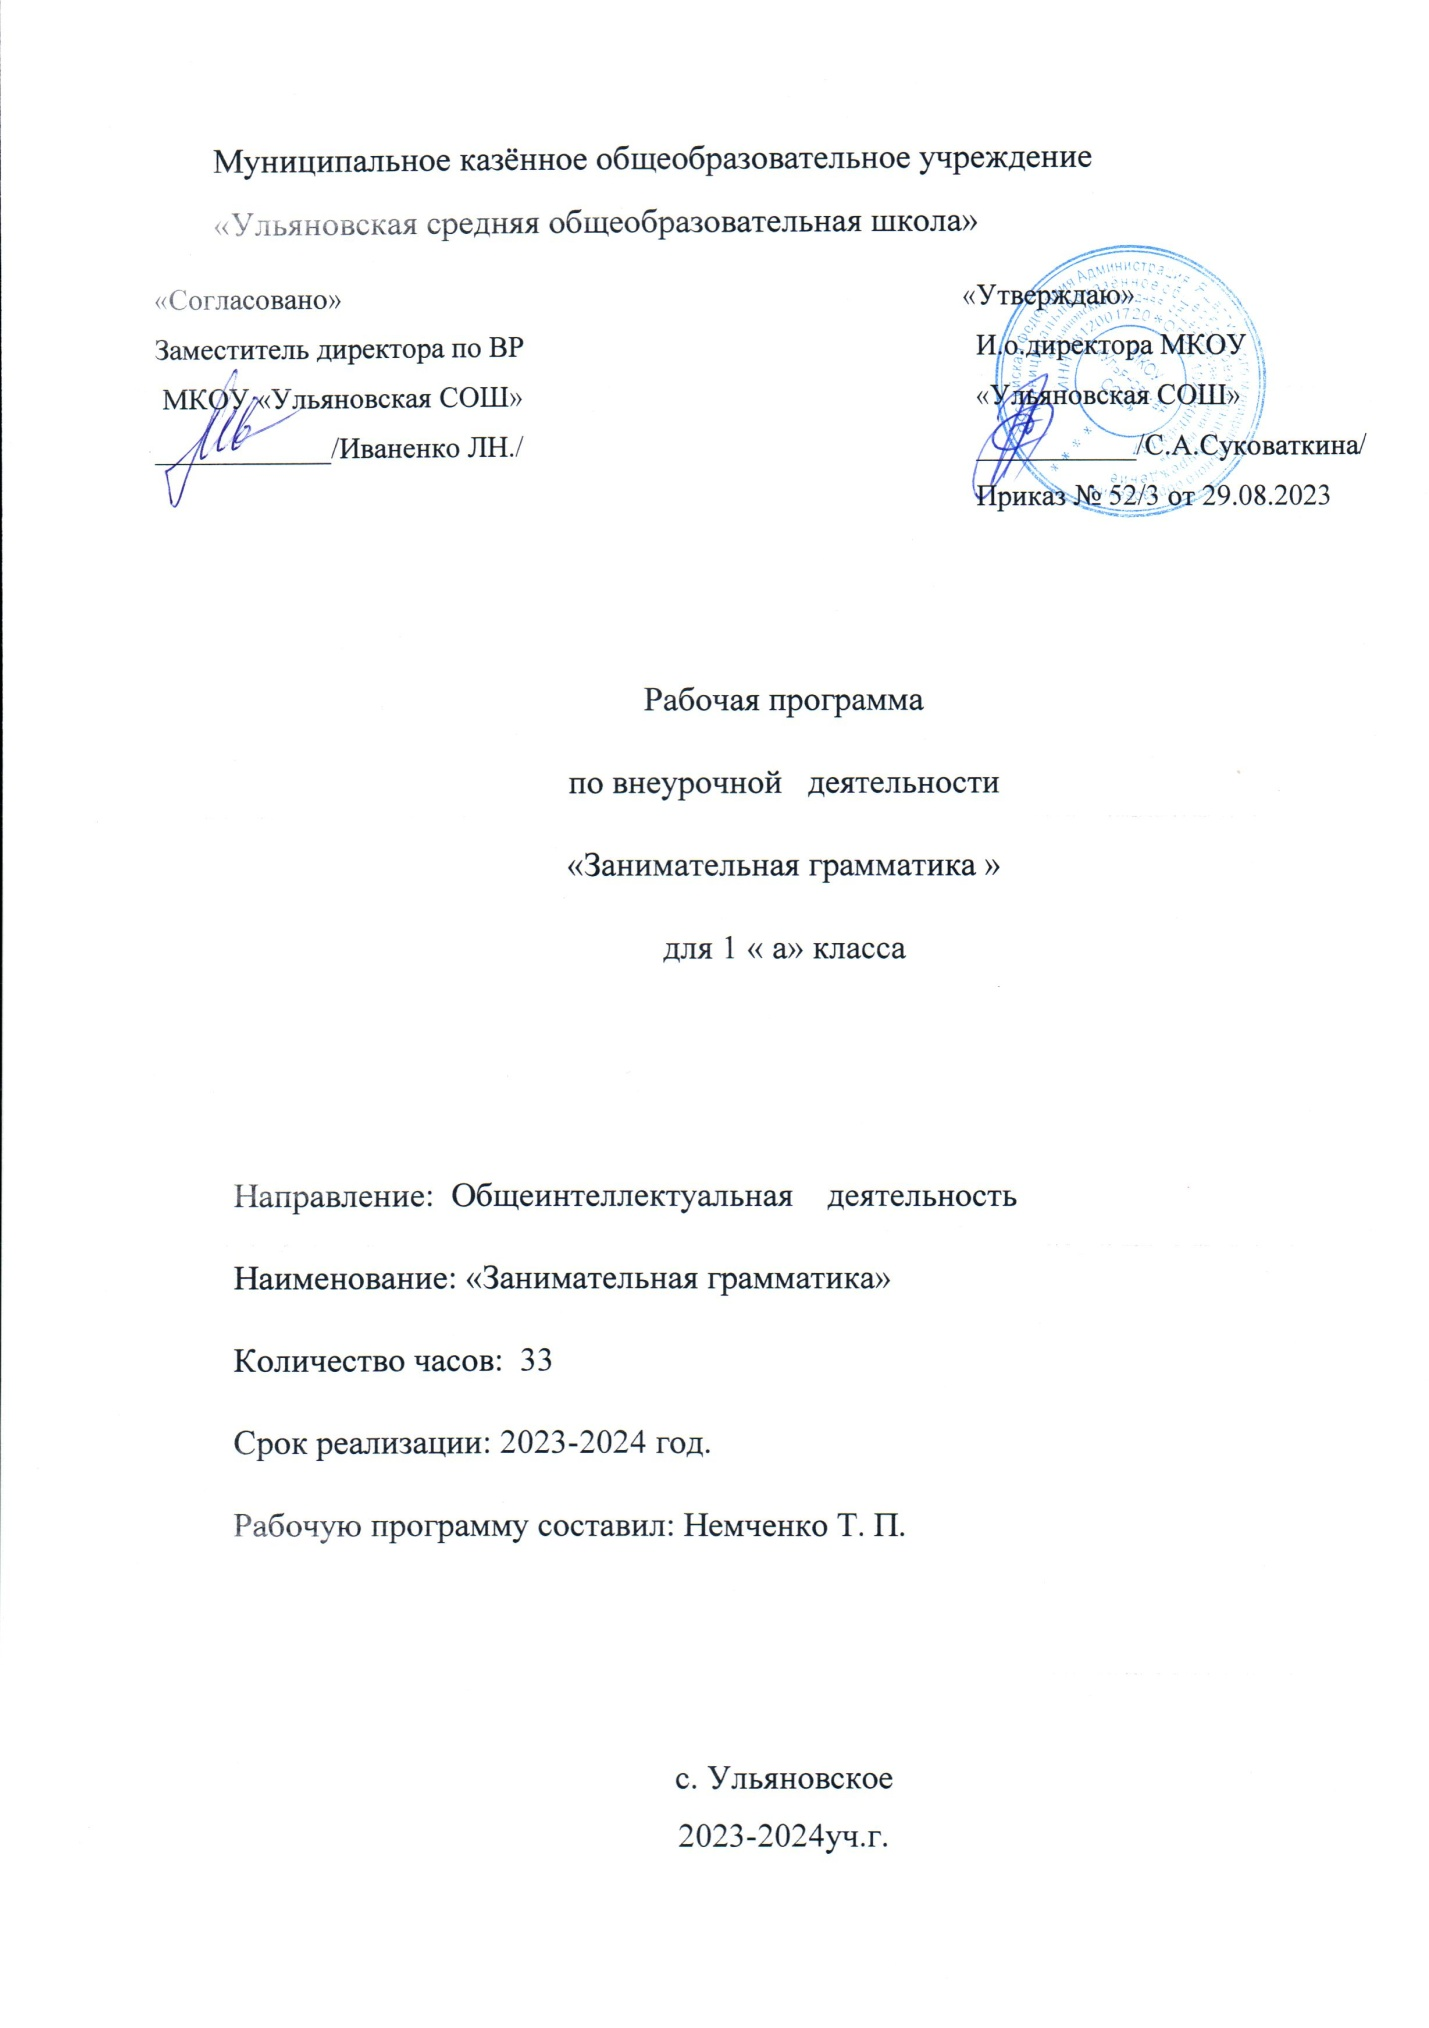 Муниципальное казённое общеобразовательное учреждение
«Ульяновская средняя общеобразовательная школа»
«Согласовано»
Заместитель директора по ВР
МКОУ «Ульяновская СОШ»
_____________/Иваненко ЛН./
«Утверждаю»
И.о.директора МКОУ
«Ульяновская СОШ»
____________/С.А.Суковаткина/
Приказ № 52/3 от 29.08.2023
Рабочая программа
по внеурочной деятельности
«Занимательная грамматика »
для 1 « а» класса
Направление: Общеинтеллектуальная деятельность
Наименование: «Занимательная грамматика»
Количество часов: 33
Срок реализации: 2023-2024 год.
Рабочую программу составил: Немченко Т. П.
с. Ульяновское
2023-2024уч.г.